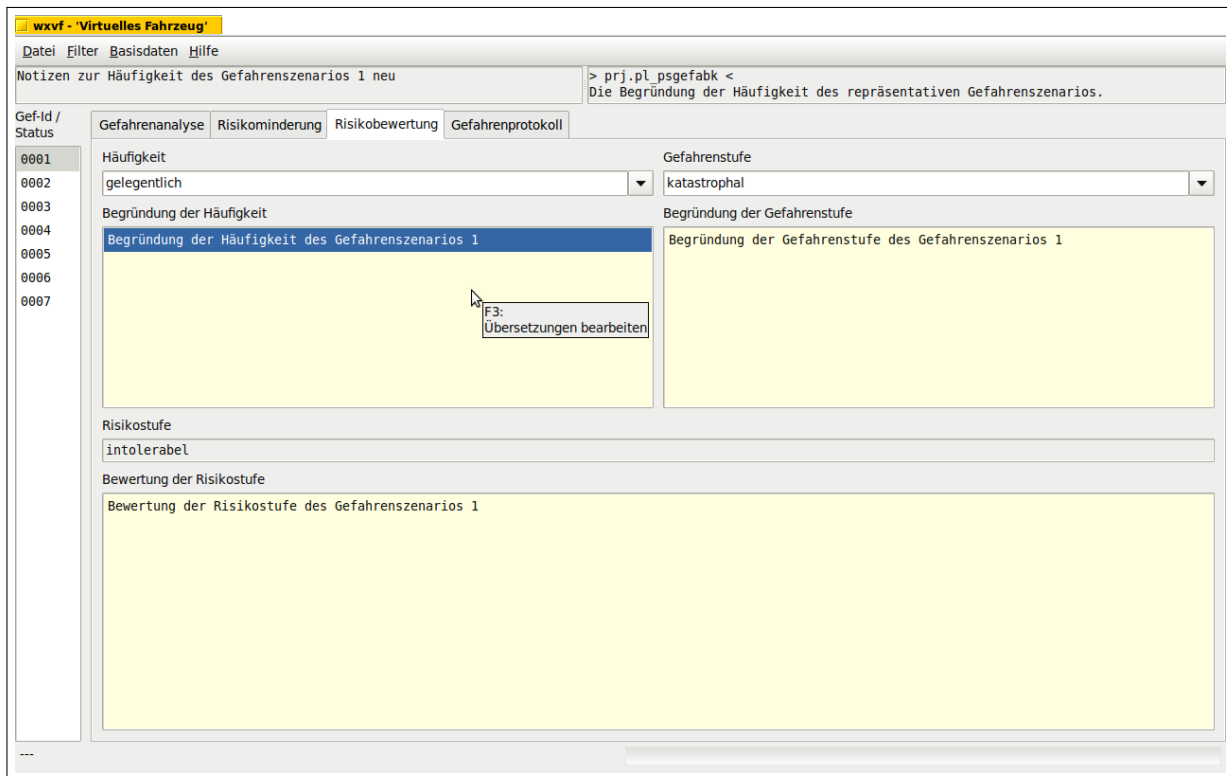 wxvf - 'Virtuelles Fahrzeug'
Datei Filter Basisdaten Hilfe
Notizen zur Häufigkeit des Gefahrenszenarios 1 neu
> prj.pl_psgefabk <
Die Begründung der Häufigkeit des repräsentativen Gefahrenszenarios.
Gef-Id /
Status
Gefahrenanalyse Risikominderung Risikobewertung Gefahrenprotokoll
0001
0002
0003
0004
0005
0006
0007
Häufigkeit
gelegentlich
Gefahrenstufe
katastrophal
Begründung der Häufigkeit
Begründung der Häufigkeit des Gefahrenszenarios 1
F3:
Übersetzungen bearbeiten
Begründung der Gefahrenstufe
Begründung der Gefahrenstufe des Gefahrenszenarios 1
Risikostufe
intolerabel
Bewertung der Risikostufe
Bewertung der Risikostufe des Gefahrenszenarios 1
---